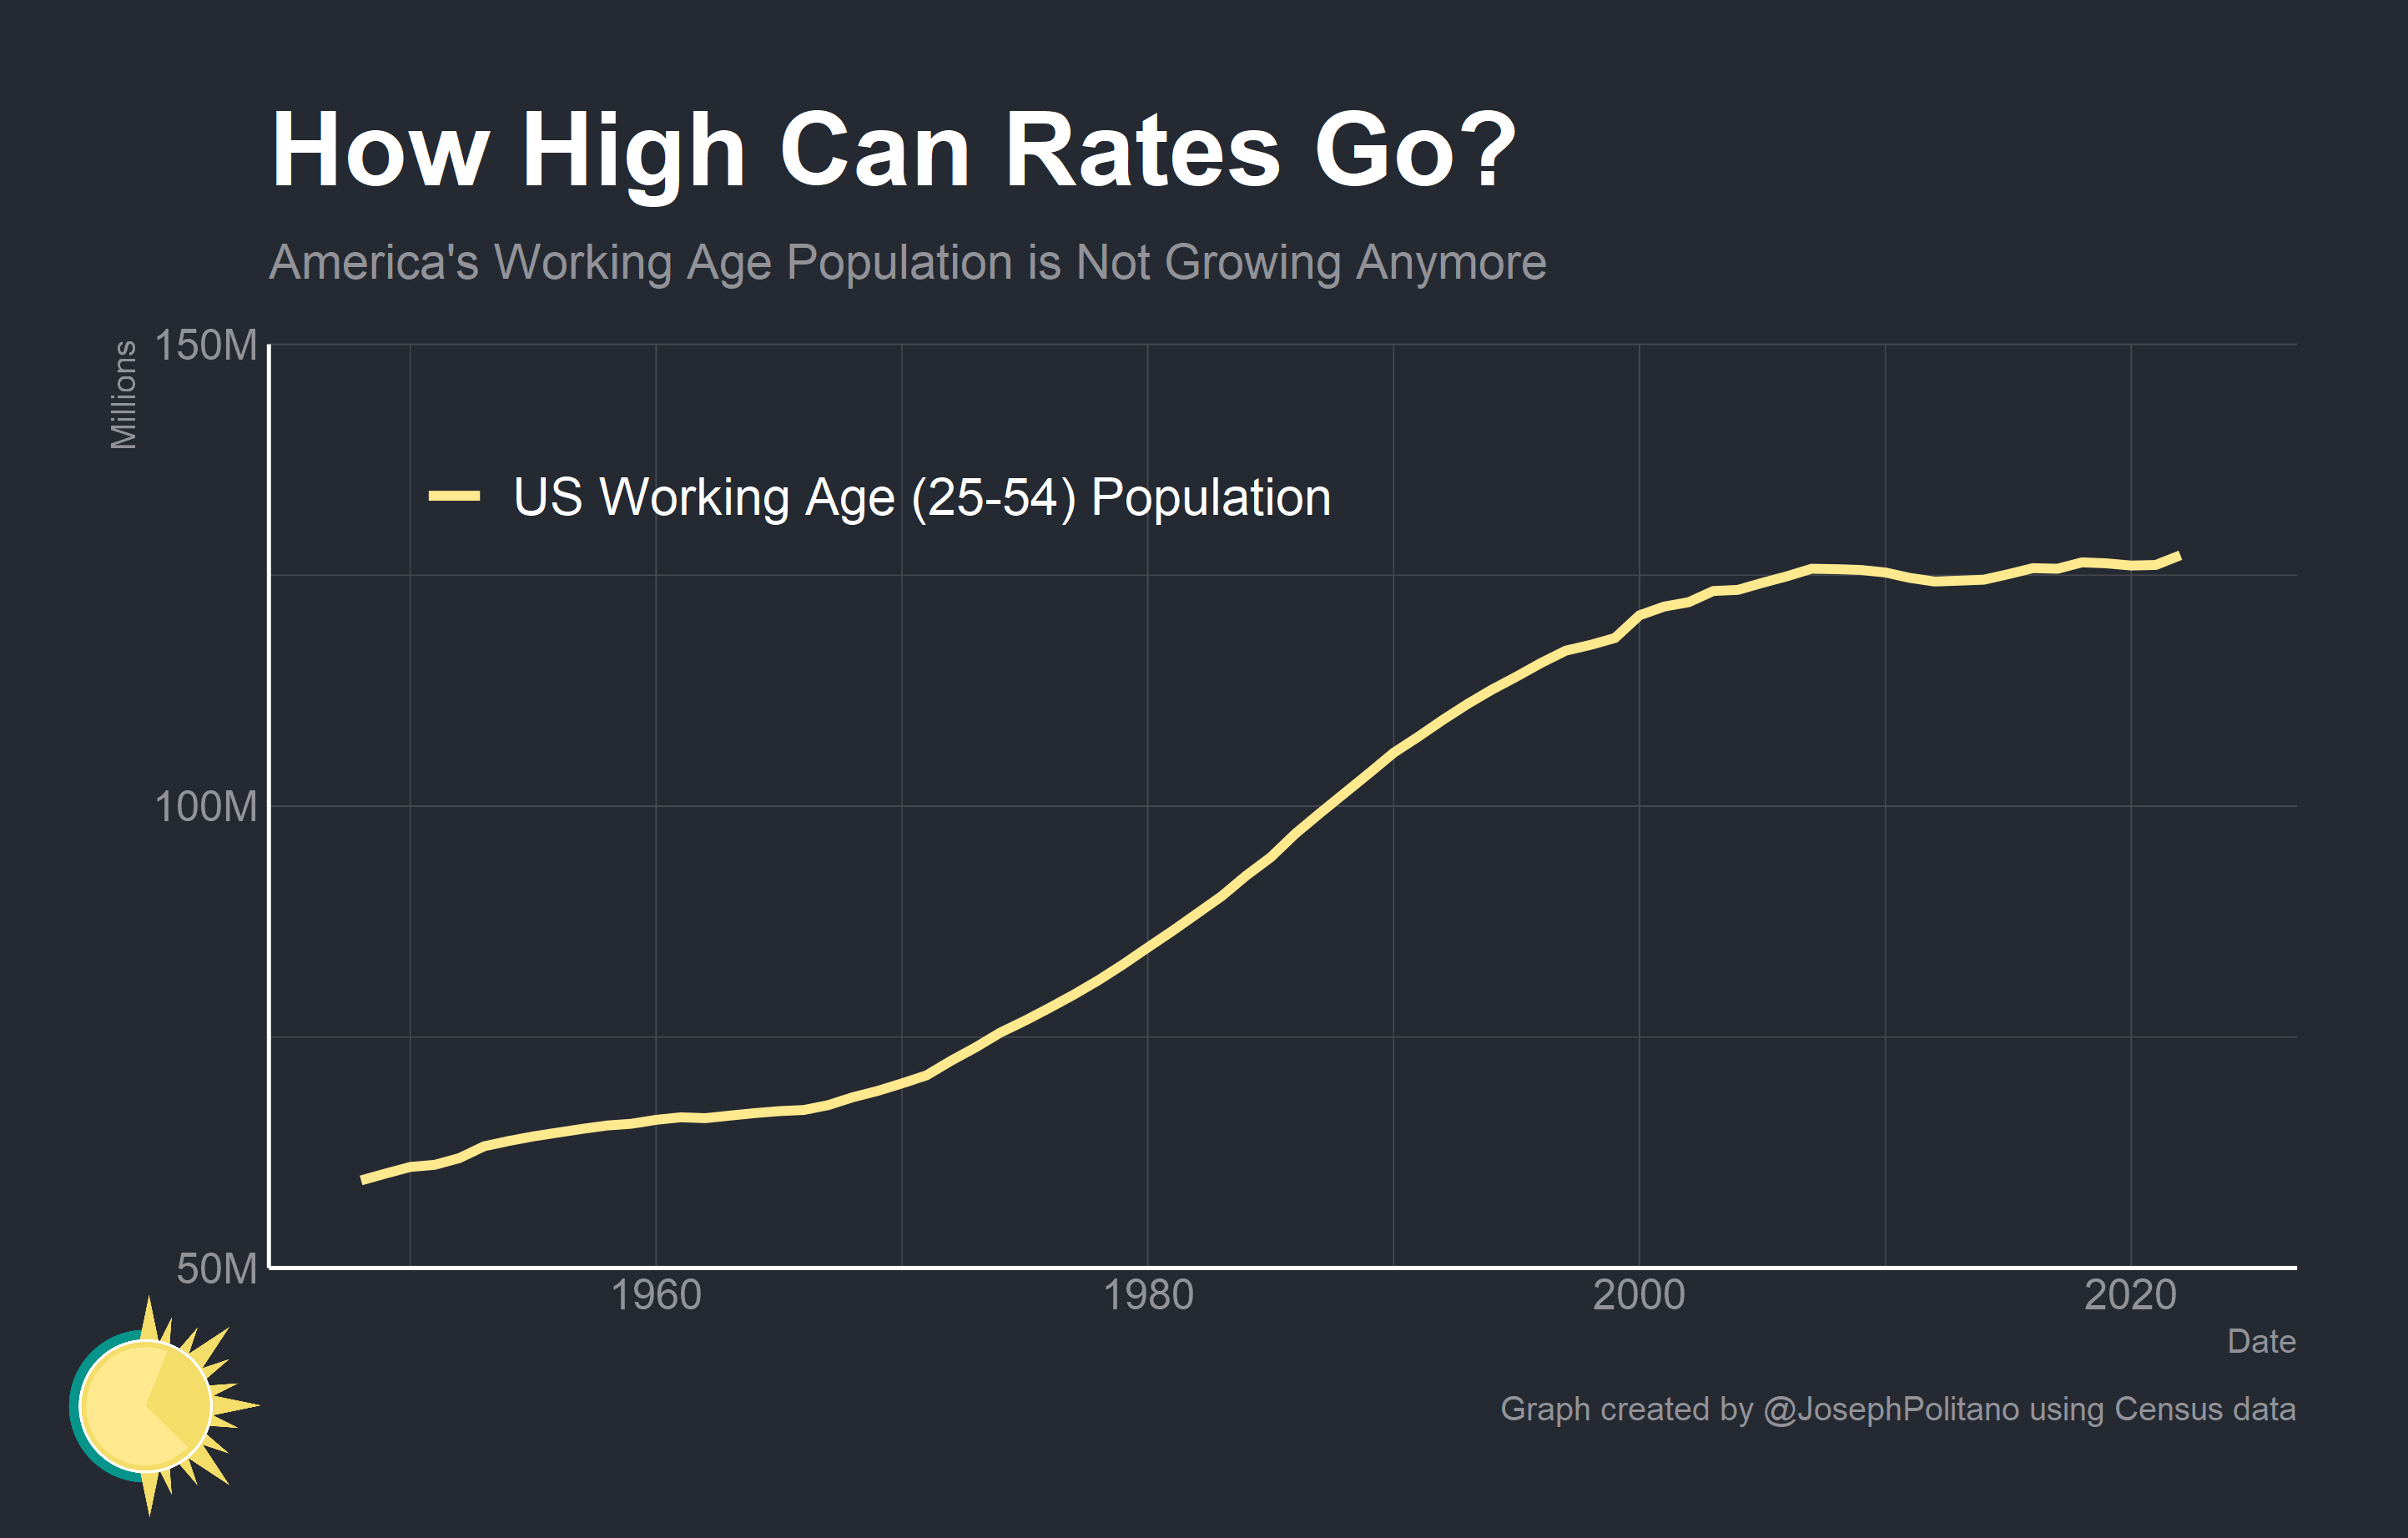 How High Can Rates Go?
America's Working Age Population is Not Growing Anymore
Millions
150M
US Working Age (25-54) Population
100M
50M
1960 1980 2000 2020
Date
Graph created by @JosephPolitano using Census data